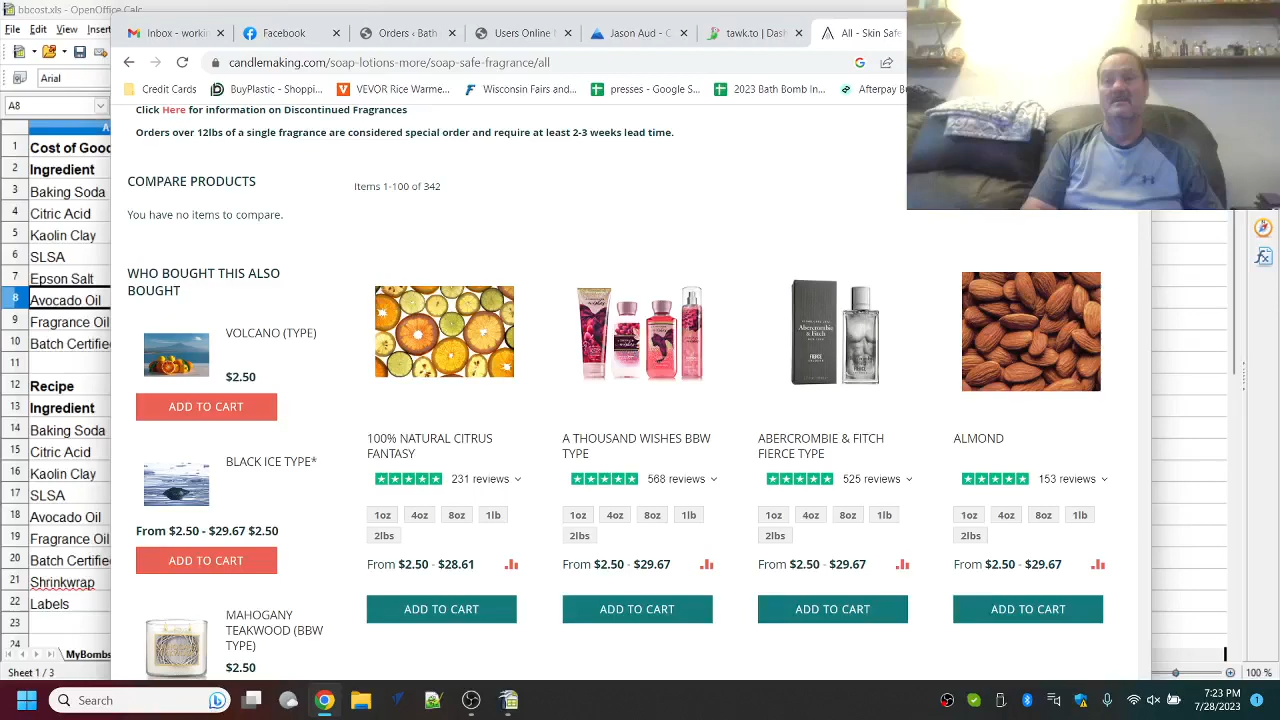 bbcost.xls - OpenOffice Calc
File
Edit
Arial
A8
A
1
Cost of Good
2
Ingredient
3
Baking Soda
4
Citric Acid
5
Kaolin Clay
6
SLSA
7
Epson Salt
8
Avocado Oil
9
Fragrance Oil
10
Batch Certified
11
12
Recipe
13
Ingredient
14
Baking Soda
15
Citric Acid
16
Kaolin Clay
17
SLSA
18
Avocado Oil
19
Fragrance Oil
20
Batch Certified
21
Shrinkwrap
22
Labels
23
24
MyBombs
Sheet 1 / 3
100 %
Inbox - workin
Facebook
Orders ‹ Bath
Users Online
Jason Aud - C
tawk.to | Dash
All - Skin Safe
candlemaking.com/soap-lotions-more/soap-safe-fragrance/all
Credit Cards
BuyPlastic - Shoppi...
VEVOR Rice Warme...
Wisconsin Fairs and...
presses - Google S...
2023 Bath Bomb In...
Afterpay Bu
Click Here for information on Discontinued Fragrances
Orders over 12lbs of a single fragrance are considered special order and require at least 2-3 weeks lead time.
COMPARE PRODUCTS
Items 1-100 of 342
You have no items to compare.
WHO BOUGHT THIS ALSO
BOUGHT
VOLCANO (TYPE)
$2.50
ADD TO CART
BLACK ICE TYPE*
From $2.50 - $29.67 $2.50
ADD TO CART
MAHOGANY
TEAKWOOD (BBW
TYPE)
$2.50
100% NATURAL CITRUS
FANTASY
231 reviews
1oz 4oz 8oz 1lb
2lbs
From $2.50 - $28.61
ADD TO CART
A THOUSAND WISHES BBW
TYPE
568 reviews
1oz 4oz 8oz 1lb
2lbs
From $2.50 - $29.67
ADD TO CART
Abercrombie & Fitch
FIERCE
ABERCROMBIE & FITCH
FIERCE TYPE
525 reviews
1oz 4oz 8oz 1lb
2lbs
From $2.50 - $29.67
ADD TO CART
ALMOND
153 reviews
1oz 4oz 8oz 1lb
2lbs
From $2.50 - $29.67
ADD TO CART
Search
7:23 PM
7/28/2023
1